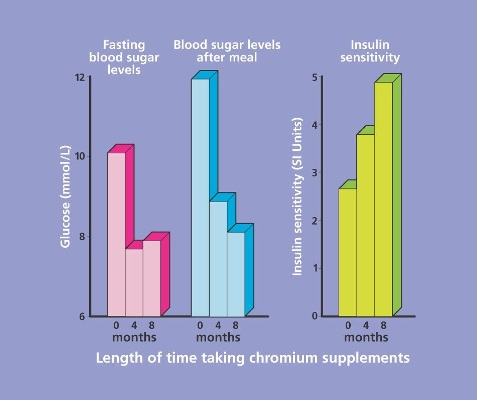 Fasting
blood sugar
levels
Blood sugar levels
after meal
Insulin
sensitivity
Glucose (mmol/L)
12
10
8
6
0 4 8
months
0 4 8
months
Insulin sensitivity (SI Units)
5
4
3
2
1
0
0 4 8
months
Length of time taking chromium supplements